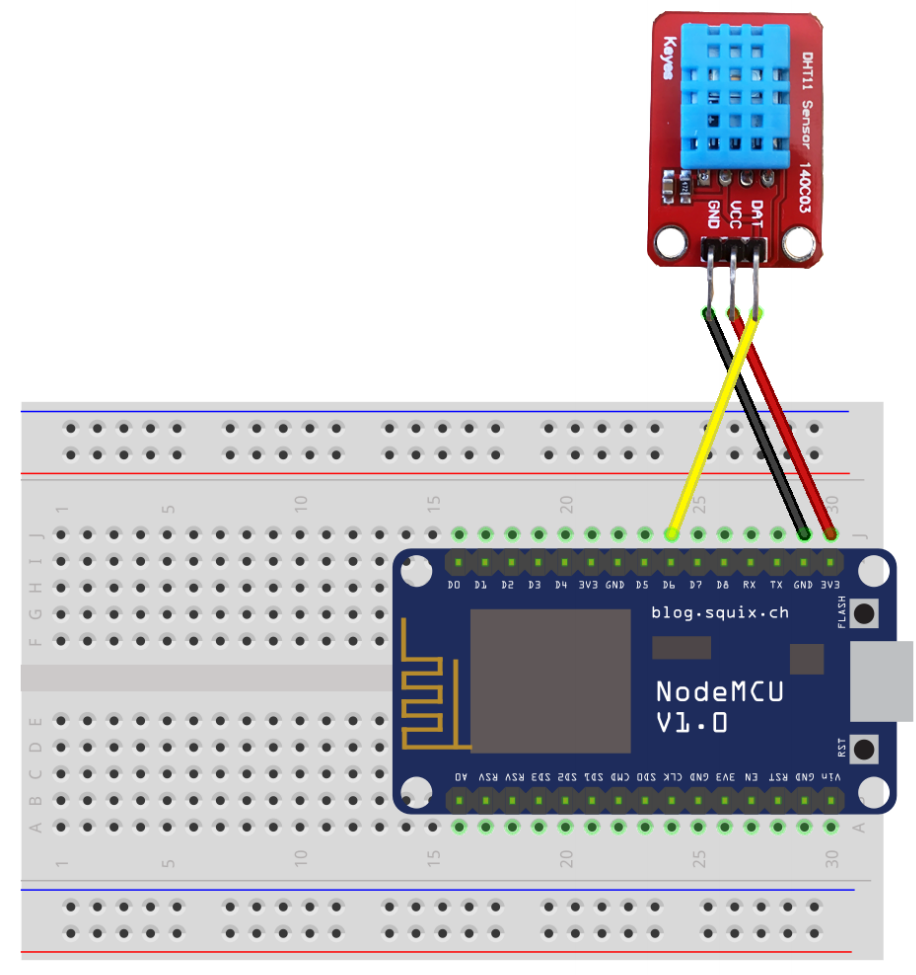 Keyes
DHT11 Sensor 140C03
GND VCC DAT
1 5 10 15 20 25 30
J J
I
H
G
F
D0 D1 D2 D3 D4 3V3 GND D5 D6 D7 D8 RX TX GND 3V3
FLASH
blog.squix.ch
NodeMCU
V1.0
RST
E
D
C
B
A A
A0 RSV RSV SD3 SD2 SD1 CMD SD0 CLK GND 3V3 EN RST GND Vin
1 5 10 15 20 25 30